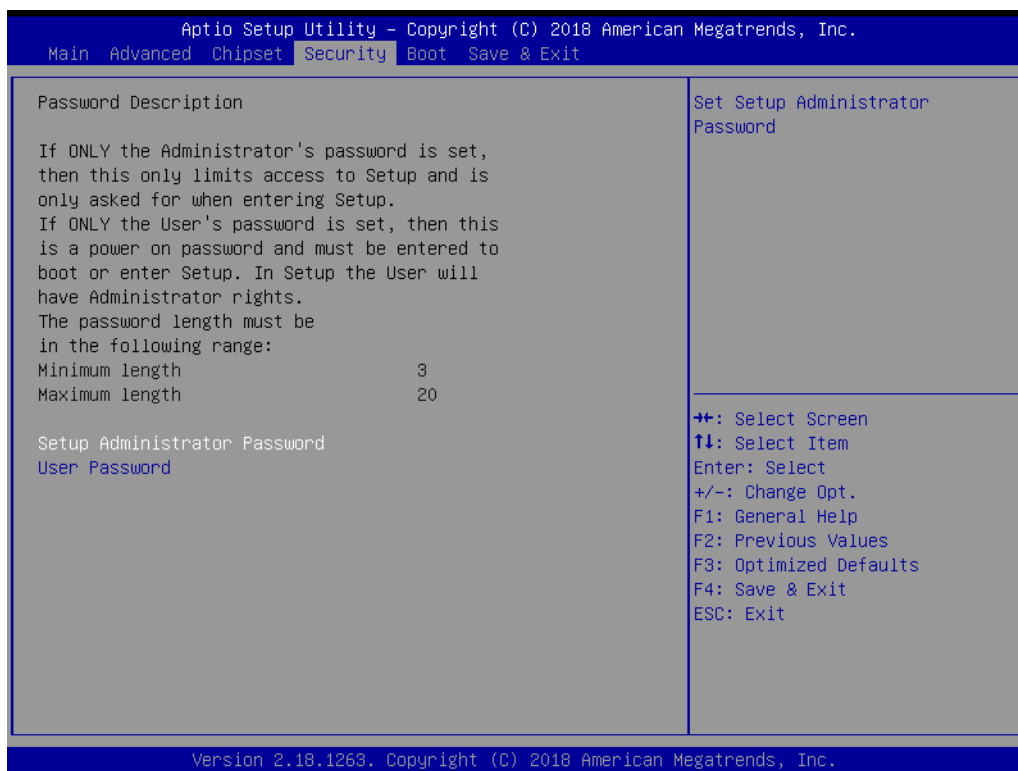 Aptio Setup Utility – Copyright (C) 2018 American Megatrends, Inc.
Main Advanced Chipset Security Boot Save & Exit
Password Description
If ONLY the Administrator's password is set,
then this only limits access to Setup and is
only asked for when entering Setup.
If ONLY the User's password is set, then this
is a power on password and must be entered to
boot or enter Setup. In Setup the User will
have Administrator rights.
The password length must be
in the following range:
Minimum length 3
Maximum length 20
Setup Administrator Password
User Password
Set Setup Administrator
Password
→←: Select Screen
↑↓: Select Item
Enter: Select
+/-: Change Opt.
F1: General Help
F2: Previous Values
F3: Optimized Defaults
F4: Save & Exit
ESC: Exit
Version 2.18.1263. Copyright (C) 2018 American Megatrends, Inc.